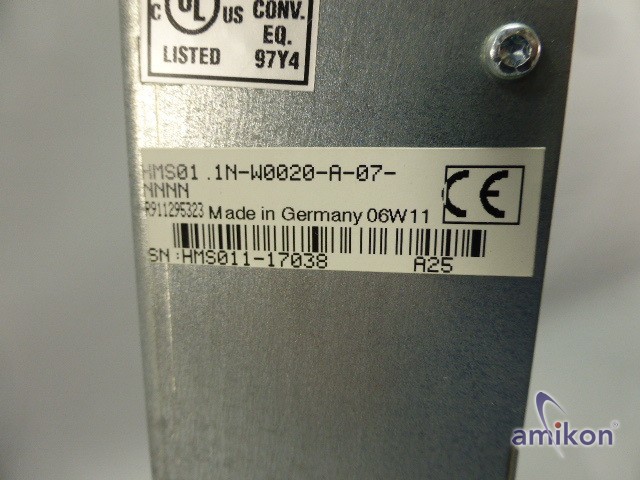 C UL US CONV.
EQ.
LISTED 97Y4
HMS01.1N-W0020-A-07-
NNNN
R911295323 Made in Germany 06W11
CE
SN:HMS011-17038 A25
amikon